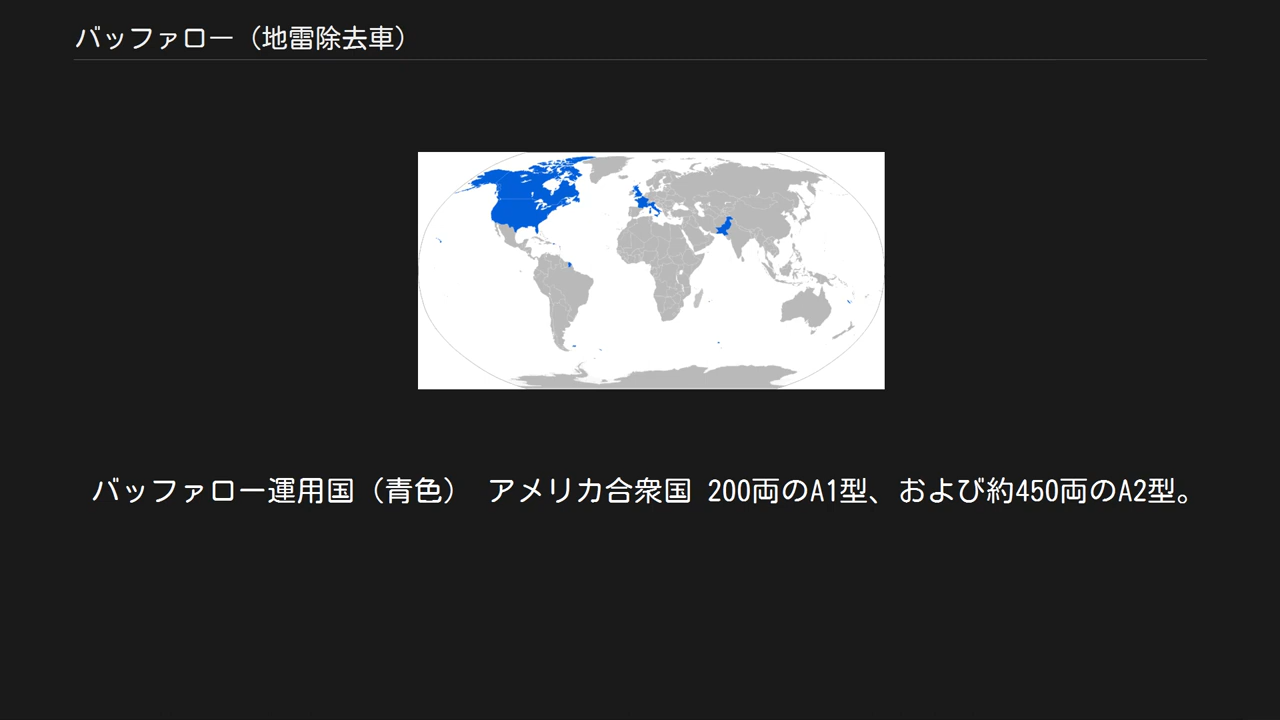 バッファロー（地雷除去車）
バッファロー運用国（青色） アメリカ合衆国 200両のA1型、および約450両のA2型。